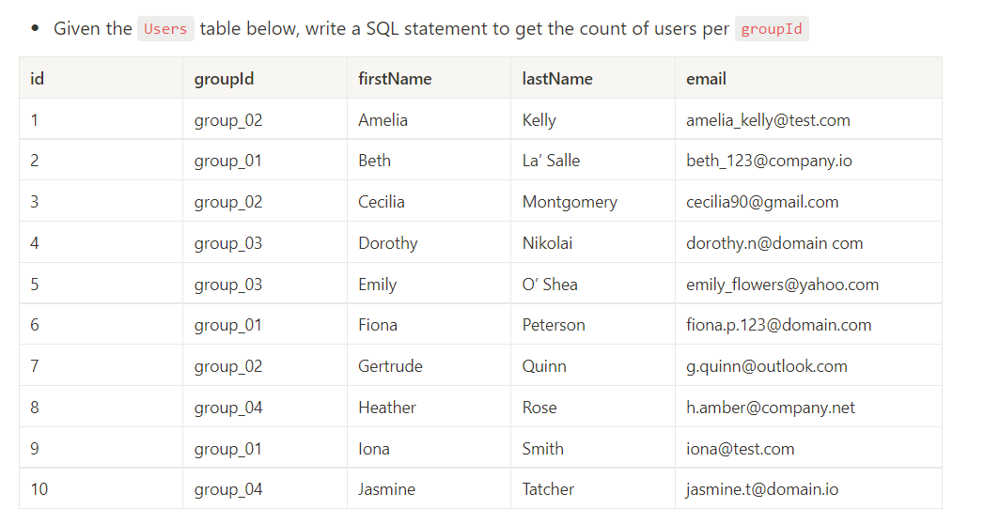 • Given the Users table below, write a SQL statement to get the count of users per groupId
id groupId firstName lastName email
1 group_02 Amelia Kelly amelia_kelly@test.com
2 group_01 Beth La’ Salle beth_123@company.io
3 group_02 Cecilia Montgomery cecilia90@gmail.com
4 group_03 Dorothy Nikolai dorothy.n@domain com
5 group_03 Emily O’ Shea emily_flowers@yahoo.com
6 group_01 Fiona Peterson fiona.p.123@domain.com
7 group_02 Gertrude Quinn g.quinn@outlook.com
8 group_04 Heather Rose h.amber@company.net
9 group_01 Iona Smith iona@test.com
10 group_04 Jasmine Tatcher jasmine.t@domain.io